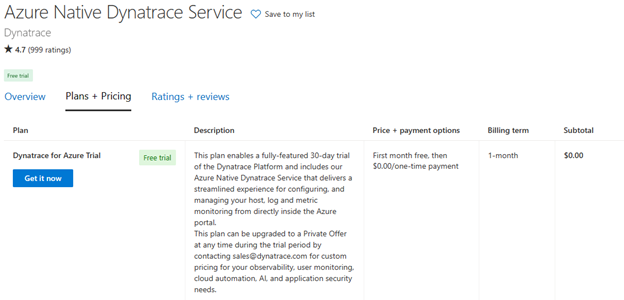 Azure Native Dynatrace Service
Save to my list
Dynatrace
★ 4.7 (999 ratings)
Free trial
Overview
Plans + Pricing
Ratings + reviews
Plan
Description
Price + payment options
Billing term
Subtotal
Dynatrace for Azure Trial
Free trial
Get it now
This plan enables a fully-featured 30-day trial
of the Dynatrace Platform and includes our
Azure Native Dynatrace Service that delivers a
streamlined experience for configuring, and
managing your host, log and metric
monitoring from directly inside the Azure
portal.
This plan can be upgraded to a Private Offer
at any time during the trial period by
contacting sales@dynatrace.com for custom
pricing for your observability, user monitoring,
cloud automation, AI, and application security
needs.
First month free, then
$0.00/one-time payment
1-month
$0.00